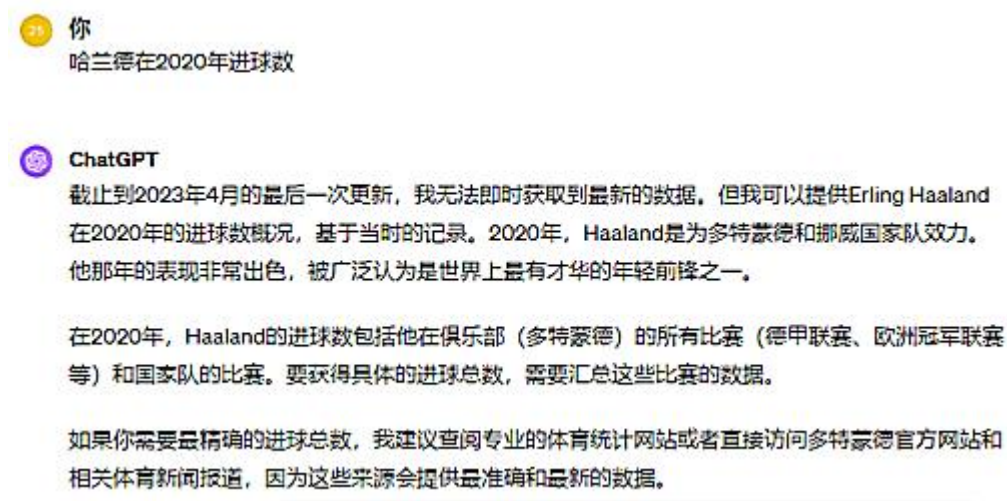 25 你
哈兰德在2020年进球数
ChatGPT
截止到2023年4月的最后一次更新，我无法即时获取到最新的数据。但我可以提供Erling Haaland
在2020年的进球数概况，基于当时的记录。2020年，Haaland是为多特蒙德和挪威国家队效力。
他那年的表现非常出色，被广泛认为是世界上最有才华的年轻前锋之一。
在2020年，Haaland的进球数包括他在俱乐部（多特蒙德）的所有比赛（德甲联赛、欧洲冠军联赛
等）和国家队的比赛。要获得具体的进球总数，需要汇总这些比赛的数据。
如果你需要最精确的进球总数，我建议查阅专业的体育统计网站或者直接访问多特蒙德官方网站和
相关体育新闻报道，因为这些来源会提供最准确和最新的数据。